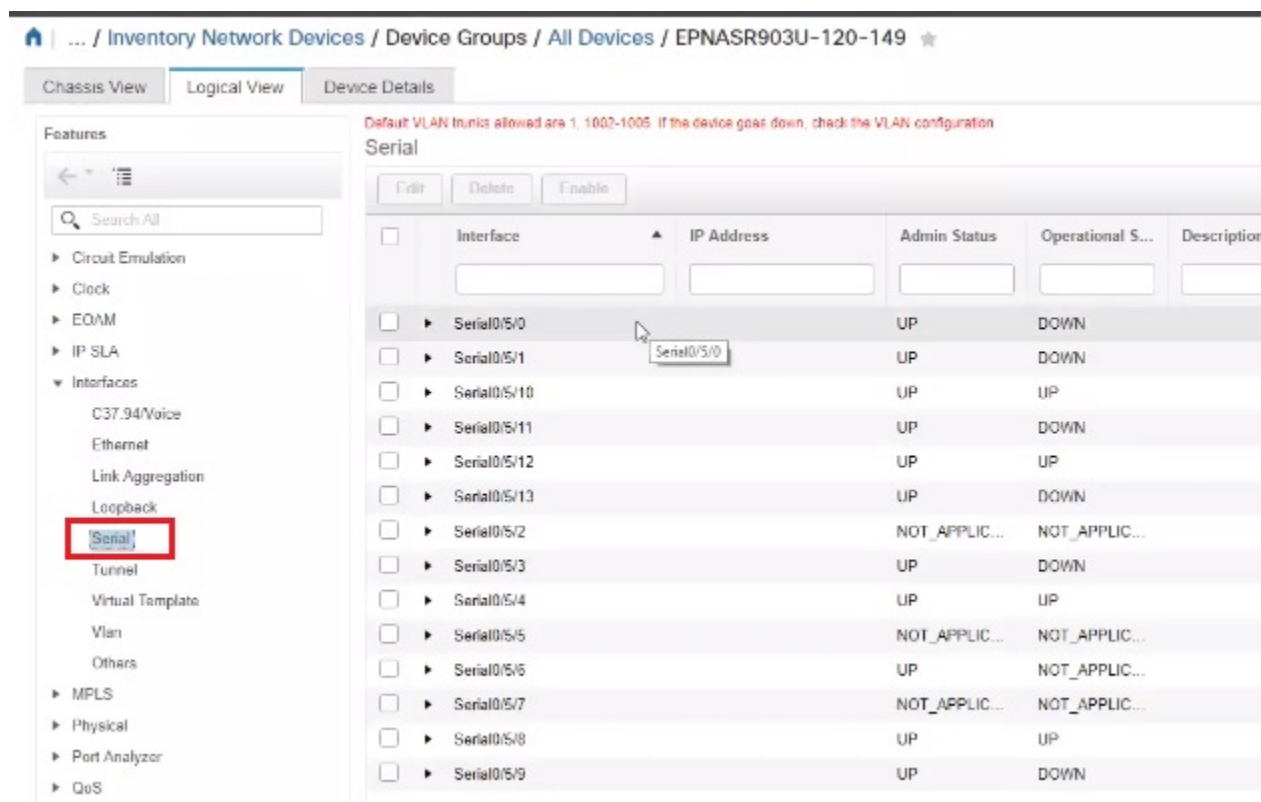 ... / Inventory Network Devices / Device Groups / All Devices / EPNASR903U-120-149
Chassis View Logical View Device Details
Features
Default VLAN trunks allowed are 1, 1002-1005. If the device goes down, check the VLAN configuration
Serial
Edit Delete Enable
Search All
Interface IP Address Admin Status Operational S... Description
Circuit Emulation
Clock
EOAM
IP SLA
Interfaces
C37.94/Voice
Ethernet
Link Aggregation
Loopback
Serial
Tunnel
Virtual Template
Vlan
Others
MPLS
Physical
Port Analyzer
QoS
Serial0/5/0 UP DOWN
Serial0/5/0
Serial0/5/1 UP DOWN
Serial0/5/10 UP UP
Serial0/5/11 UP DOWN
Serial0/5/12 UP UP
Serial0/5/13 UP DOWN
Serial0/5/2 NOT_APPLIC... NOT_APPLIC...
Serial0/5/3 UP DOWN
Serial0/5/4 UP UP
Serial0/5/5 NOT_APPLIC... NOT_APPLIC...
Serial0/5/6 UP NOT_APPLIC...
Serial0/5/7 NOT_APPLIC... NOT_APPLIC...
Serial0/5/8 UP UP
Serial0/5/9 UP DOWN